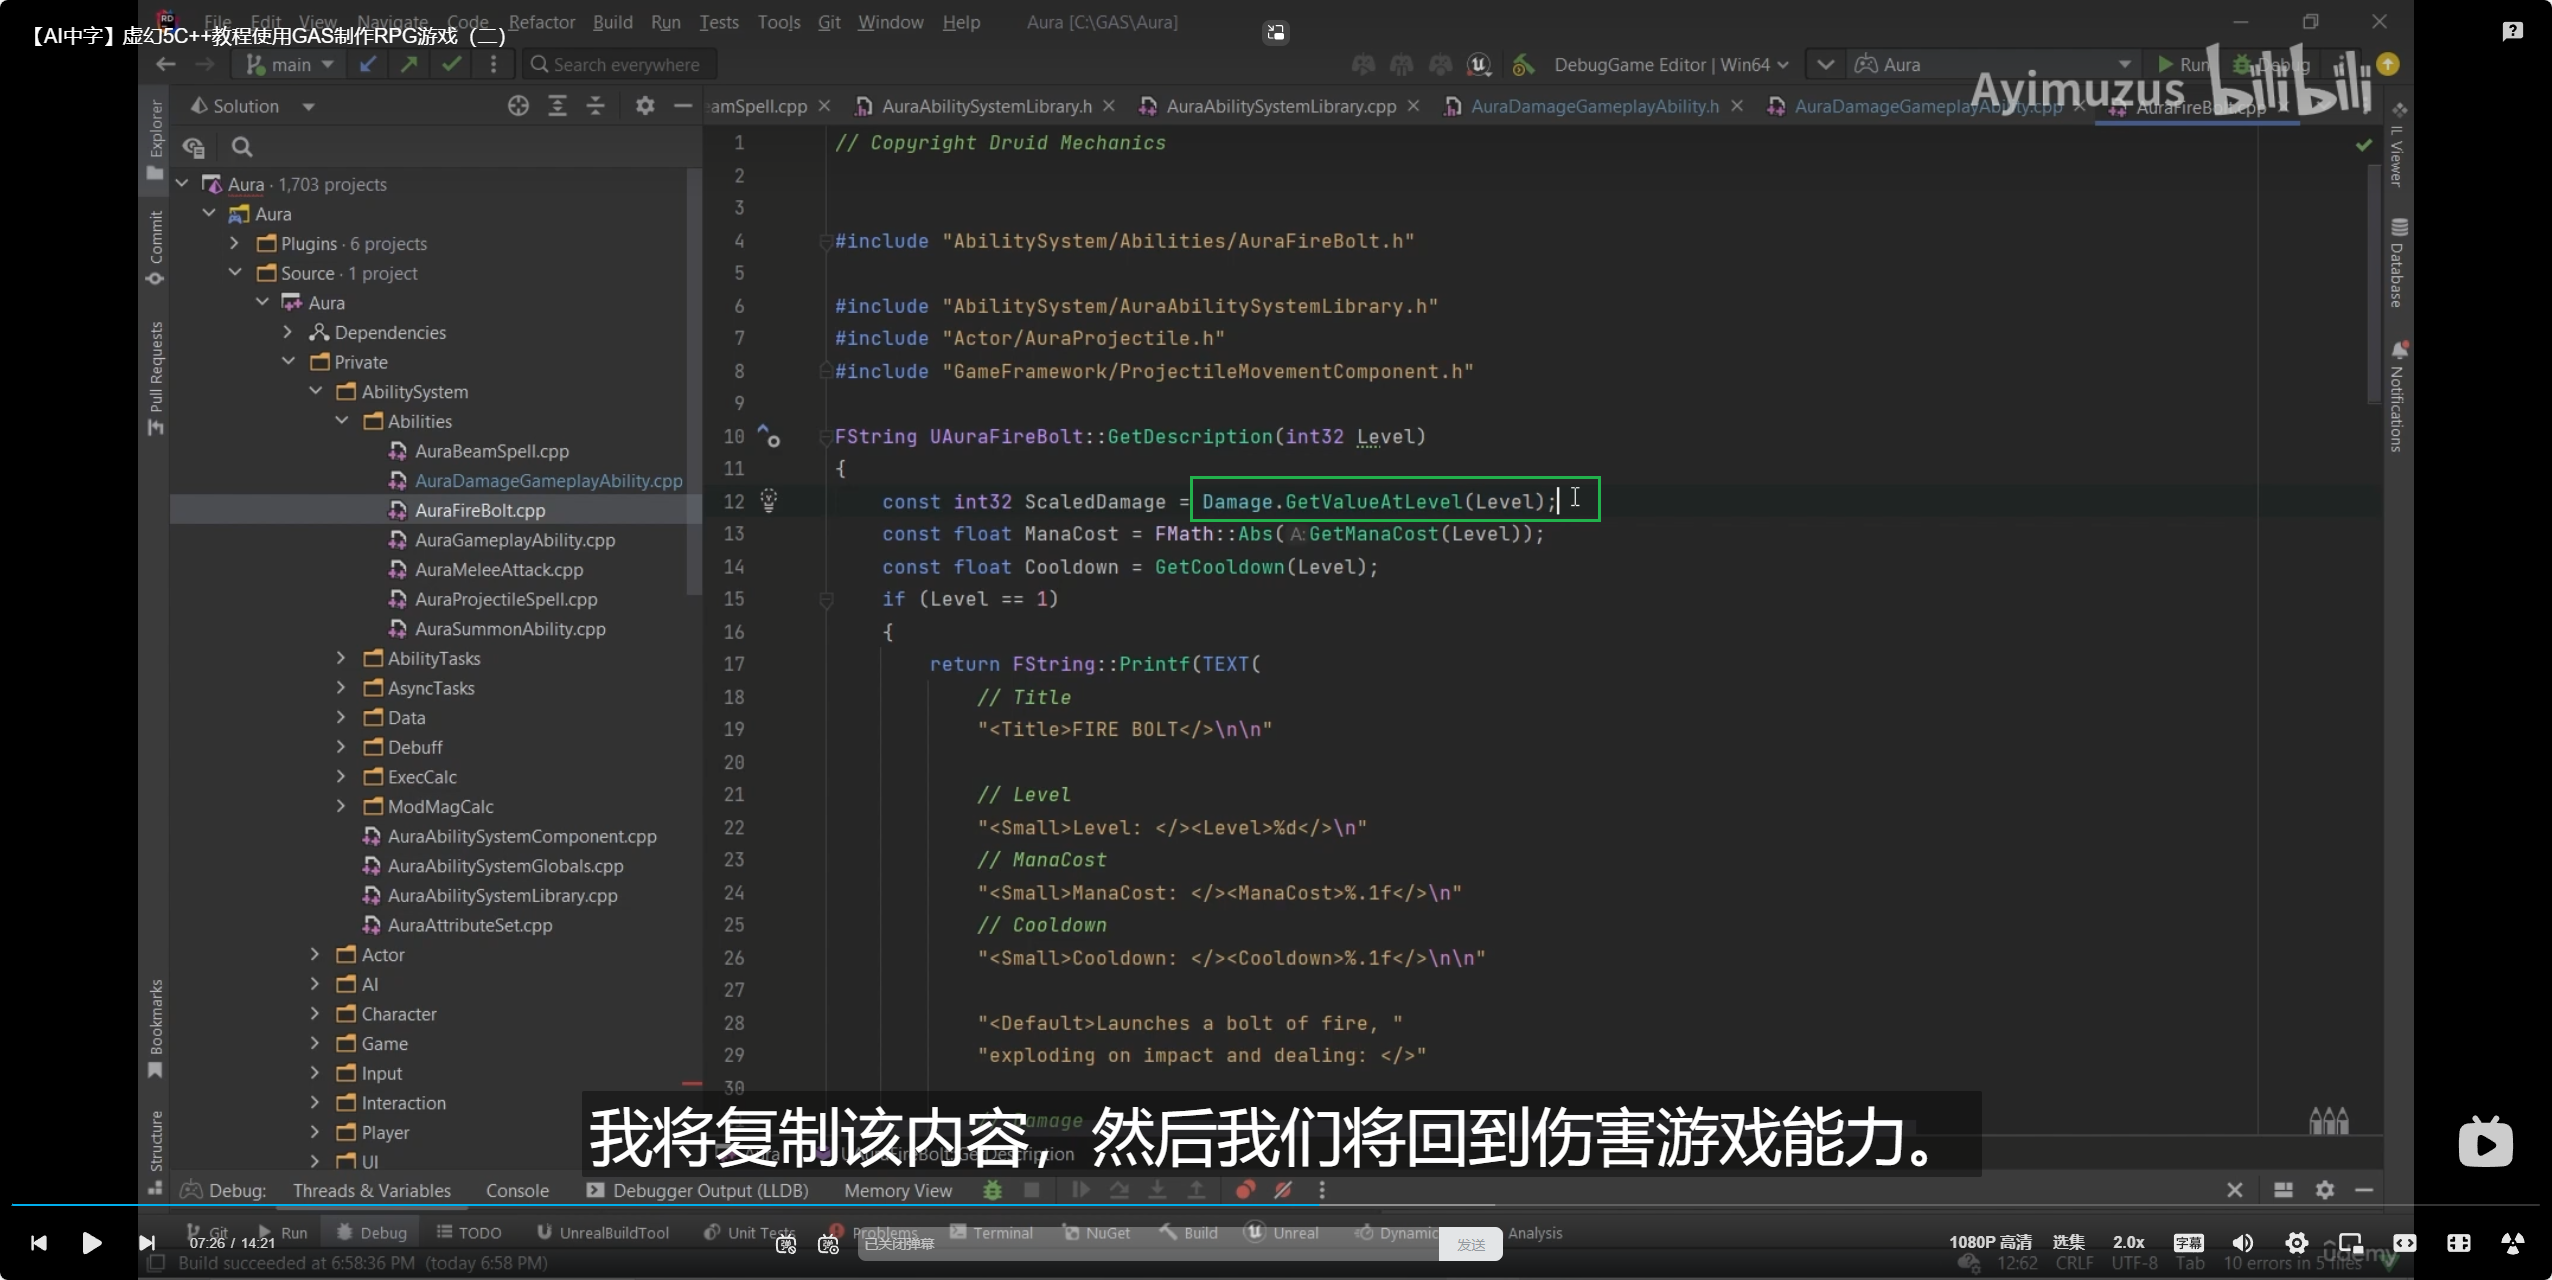 File Edit View Navigate Code Refactor Build Run Tests Tools Git Window Help Aura [C:\GAS\Aura]
【AI中字】虚幻5C++教程使用GAS制作RPG游戏（二）
main Search everywhere DebugGame Editor | Win64 Aura Run Debug
Ayimuzus bilibili
Solution
amSpell.cpp AuraAbilitySystemLibrary.h AuraAbilitySystemLibrary.cpp AuraDamageGameplayAbility.h AuraDamageGameplayAbility.cpp AuraFireBolt.cpp
Explorer
Commit
Pull Requests
Bookmarks
Structure
Aura · 1,703 projects
Aura
Plugins · 6 projects
Source · 1 project
Aura
Dependencies
Private
AbilitySystem
Abilities
AuraBeamSpell.cpp
AuraDamageGameplayAbility.cpp
AuraFireBolt.cpp
AuraGameplayAbility.cpp
AuraMeleeAttack.cpp
AuraProjectileSpell.cpp
AuraSummonAbility.cpp
AbilityTasks
AsyncTasks
Data
Debuff
ExecCalc
ModMagCalc
AuraAbilitySystemComponent.cpp
AuraAbilitySystemGlobals.cpp
AuraAbilitySystemLibrary.cpp
AuraAttributeSet.cpp
Actor
AI
Character
Game
Input
Interaction
Player
UI
1 // Copyright Druid Mechanics
2
3
4 #include "AbilitySystem/Abilities/AuraFireBolt.h"
5
6 #include "AbilitySystem/AuraAbilitySystemLibrary.h"
7 #include "Actor/AuraProjectile.h"
8 #include "GameFramework/ProjectileMovementComponent.h"
9
10 FString UAuraFireBolt::GetDescription(int32 Level)
11 {
12 const int32 ScaledDamage = Damage.GetValueAtLevel(Level);
13 const float ManaCost = FMath::Abs( A: GetManaCost(Level));
14 const float Cooldown = GetCooldown(Level);
15 if (Level == 1)
16 {
17 return FString::Printf(TEXT(
18 // Title
19 "<Title>FIRE BOLT</>\n\n"
20
21 // Level
22 "<Small>Level: </><Level>%d</>\n"
23 // ManaCost
24 "<Small>ManaCost: </><ManaCost>%.1f</>\n"
25 // Cooldown
26 "<Small>Cooldown: </><Cooldown>%.1f</>\n\n"
27
28 "<Default>Launches a bolt of fire, "
29 "exploding on impact and dealing: </>"
30
// Damage
IL Viewer
Database
Notifications
我将复制该内容，然后我们将回到伤害游戏能力。
Aura UAuraFireBolt::GetDescription
Debug: Threads & Variables Console Debugger Output (LLDB) Memory View
Git Run Debug TODO UnrealBuildTool Unit Tests Problems Terminal NuGet Build Unreal Dynamic Analysis
07:26 / 14:21 已关闭弹幕 发送 1080P 高清 选集 2.0x 字幕
udemy
Build succeeded at 6:58:36 PM (today 6:58 PM) 12:62 CRLF UTF-8 Tab 10 errors in 5 files